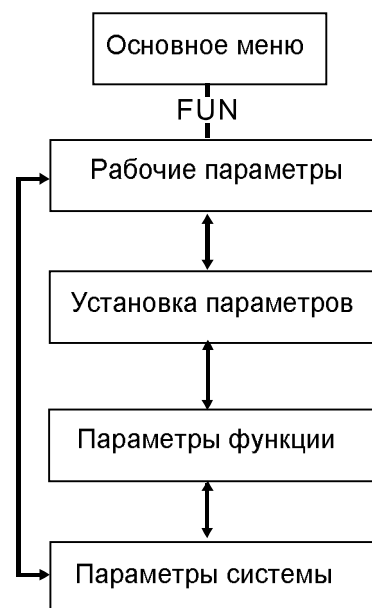 Основное меню
FUN
Рабочие параметры
Установка параметров
Параметры функции
Параметры системы